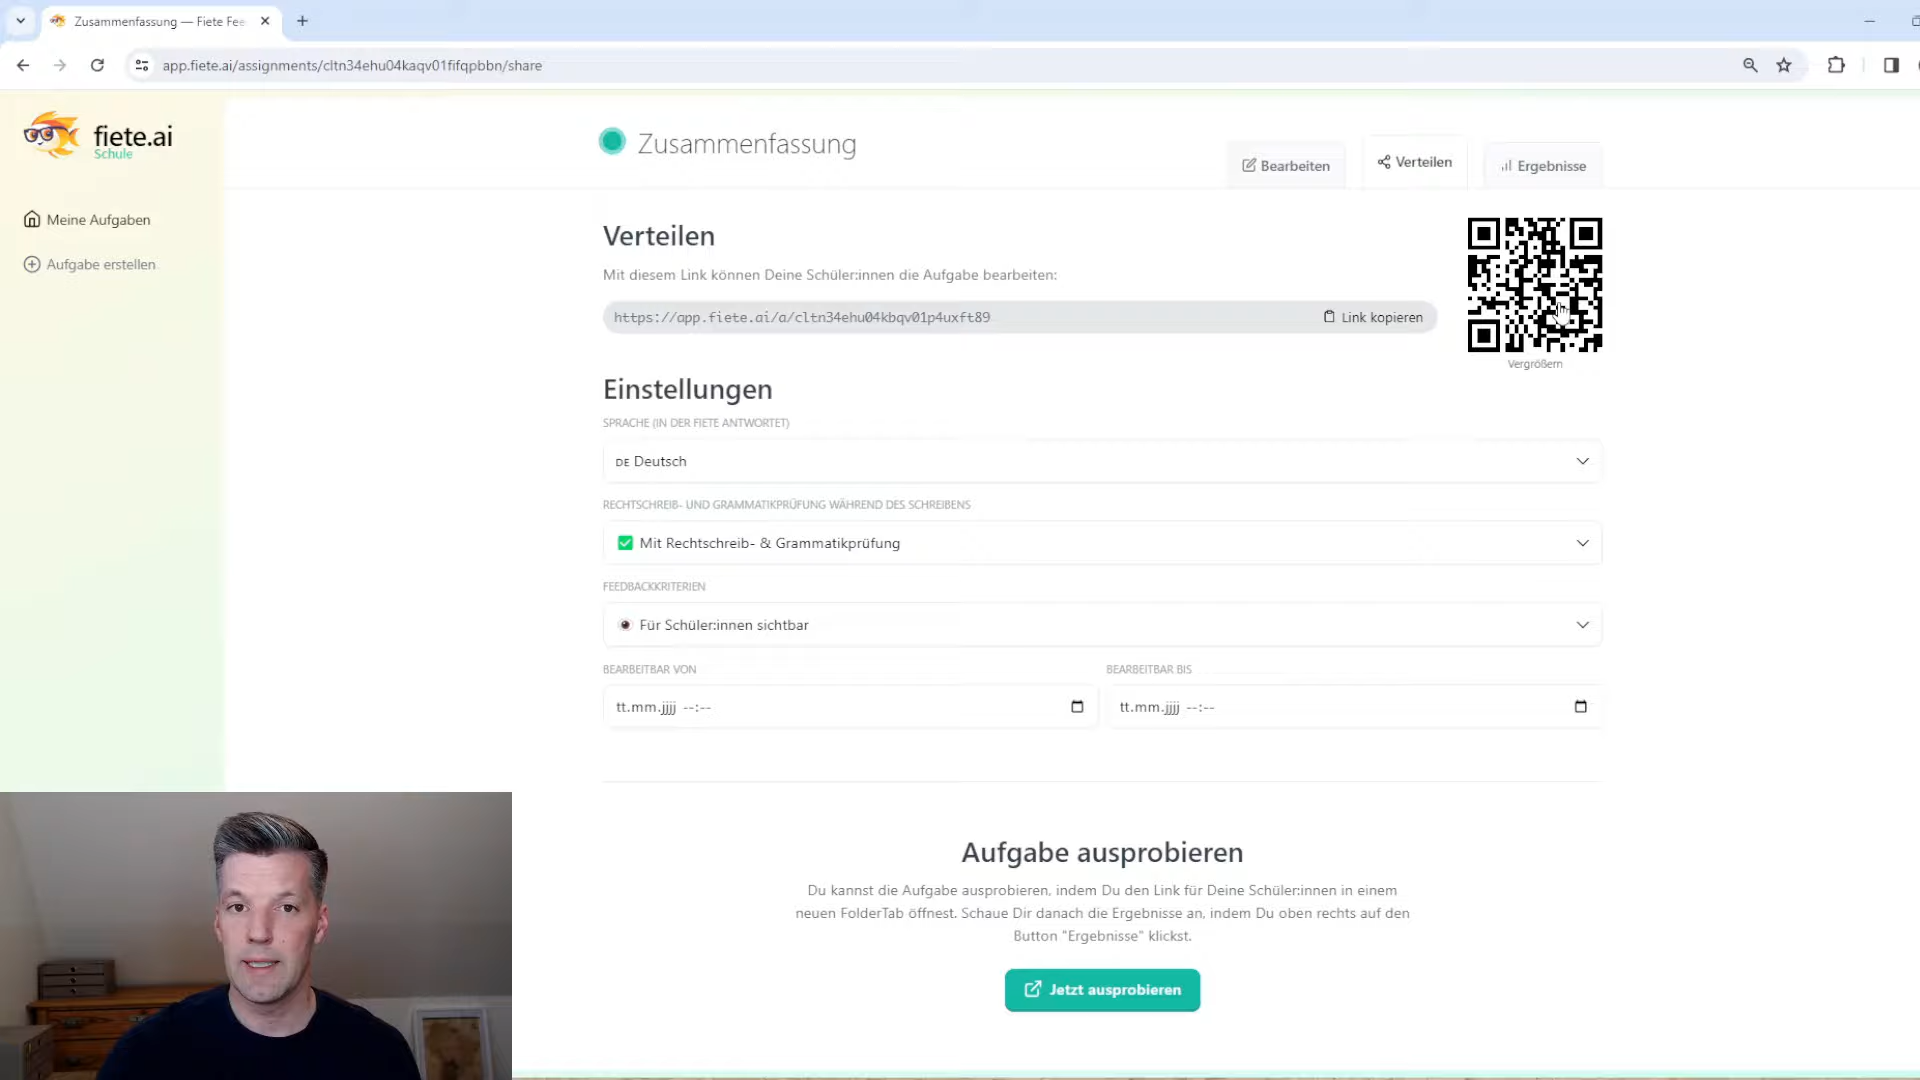 Zusammenfassung — Fiete Fee
app.fiete.ai/assignments/cltn34ehu04kaqv01fifqpbbn/share
fiete.ai
Schule
Meine Aufgaben
Aufgabe erstellen
Zusammenfassung
Bearbeiten
Verteilen
Ergebnisse
Verteilen
Mit diesem Link können Deine Schüler:innen die Aufgabe bearbeiten:
https://app.fiete.ai/a/cltn34ehu04kbqv01p4uxft89
Link kopieren
Vergrößern
Einstellungen
SPRACHE (IN DER FIETE ANTWORTET)
DE Deutsch
RECHTSCHREIB- UND GRAMMATIKPRÜFUNG WÄHREND DES SCHREIBENS
Mit Rechtschreib- & Grammatikprüfung
FEEDBACKKRITERIEN
Für Schüler:innen sichtbar
BEARBEITBAR VON
BEARBEITBAR BIS
tt.mm.jjjj --:--
tt.mm.jjjj --:--
Aufgabe ausprobieren
Du kannst die Aufgabe ausprobieren, indem Du den Link für Deine Schüler:innen in einem
neuen FolderTab öffnest. Schaue Dir danach die Ergebnisse an, indem Du oben rechts auf den
Button "Ergebnisse" klickst.
Jetzt ausprobieren